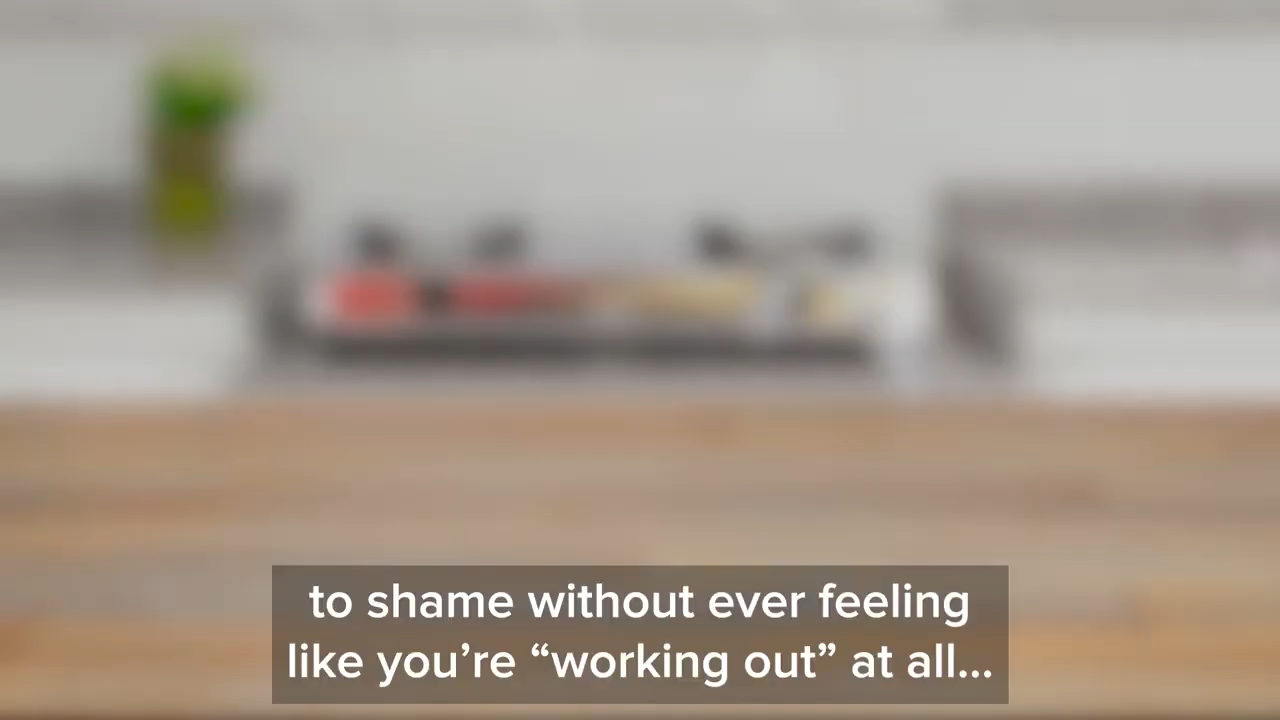 to shame without ever feeling
like you’re “working out” at all...